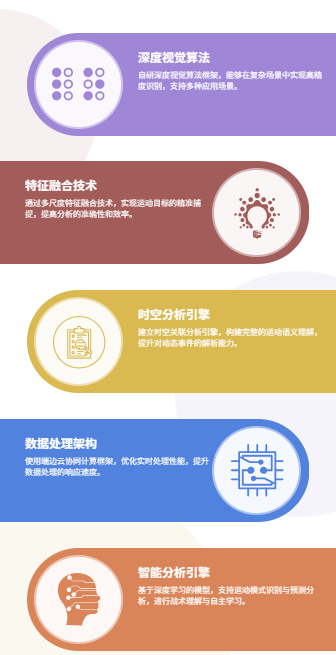 深度视觉算法
自研深度视觉算法框架，能够在复杂场景中实现高精
度识别，支持多种应用场景。
特征融合技术
通过多尺度特征融合技术，实现运动目标的精准捕
捉，提高分析的准确性和效率。
时空分析引擎
建立时空关联分析引擎，构建完整的运动语义理解，
提升对动态事件的解析能力。
数据处理架构
使用端边云协同计算框架，优化实时处理性能，提升
数据处理的响应速度。
智能分析引擎
基于深度学习的模型，支持运动模式识别与预测分
析，进行战术理解与自主学习。